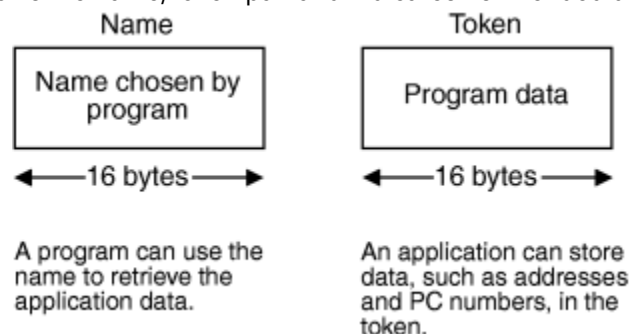 Name
Token
Name chosen by
program
Program data
16 bytes
16 bytes
A program can use the
name to retrieve the
application data.
An application can store
data, such as addresses
and PC numbers, in the
token.